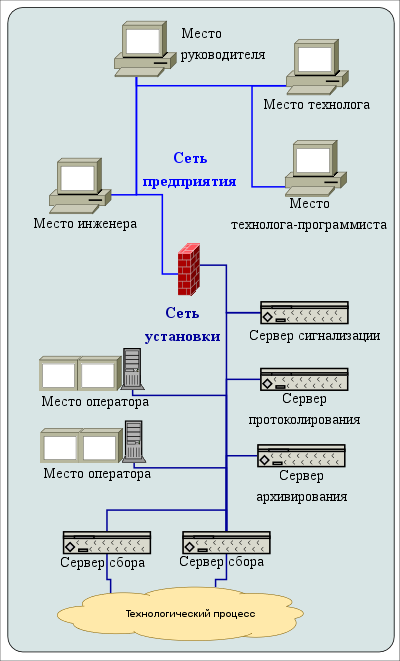 Место
руководителя
Место технолога
Сеть
предприятия
Место
технолога-программиста
Место инженера
Сеть
установки
Сервер сигнализации
Место оператора
Сервер
протоколирования
Место оператора
Сервер
архивирования
Сервер сбора
Сервер сбора
Технологический процесс